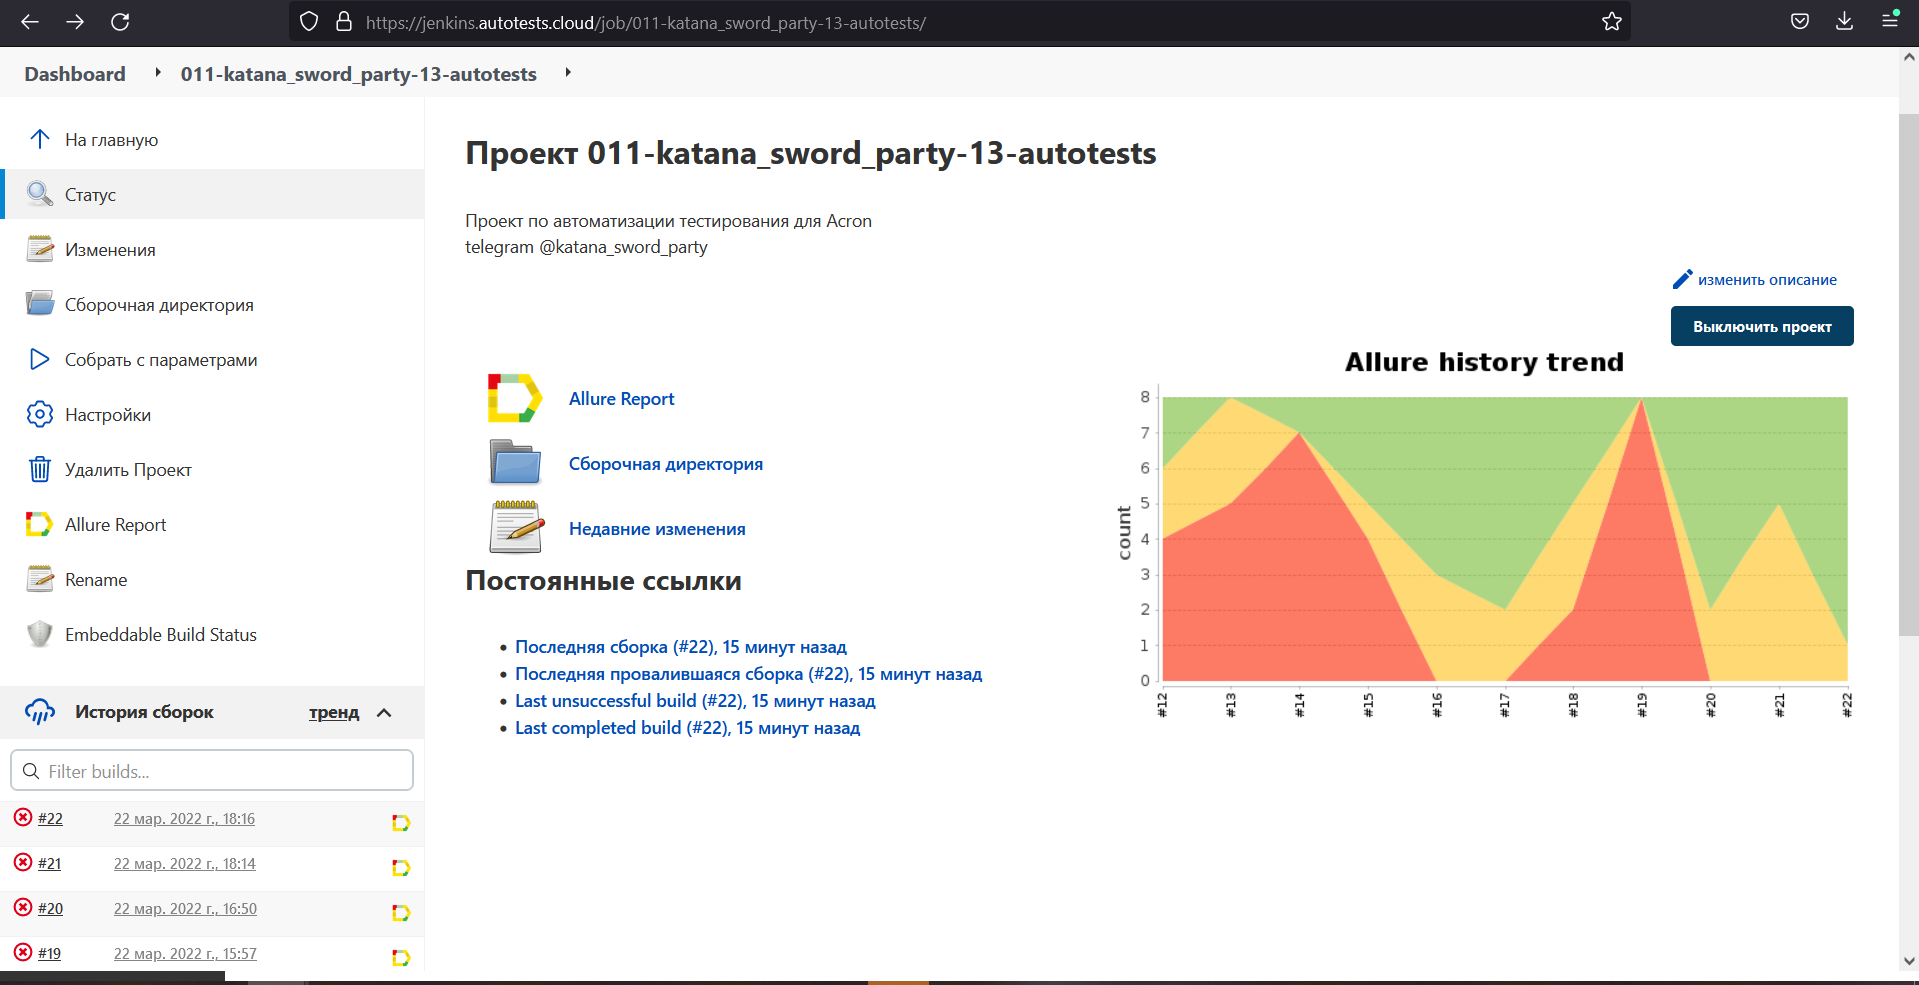 https://jenkins.autotests.cloud/job/011-katana_sword_party-13-autotests/
Dashboard
011-katana_sword_party-13-autotests
На главную
Статус
Изменения
Сборочная директория
Собрать с параметрами
Настройки
Удалить Проект
Allure Report
Rename
Embeddable Build Status
История сборок
тренд
Filter builds...
#22 22 мар. 2022 г., 18:16
#21 22 мар. 2022 г., 18:14
#20 22 мар. 2022 г., 16:50
#19 22 мар. 2022 г., 15:57
Проект 011-katana_sword_party-13-autotests
Проект по автоматизации тестирования для Acron
telegram @katana_sword_party
изменить описание
Выключить проект
Allure Report
Сборочная директория
Недавние изменения
Постоянные ссылки
Последняя сборка (#22), 15 минут назад
Последняя провалившаяся сборка (#22), 15 минут назад
Last unsuccessful build (#22), 15 минут назад
Last completed build (#22), 15 минут назад
Allure history trend
count
8
7
6
5
4
3
2
1
0
#12 #13 #14 #15 #16 #17 #18 #19 #20 #21 #22